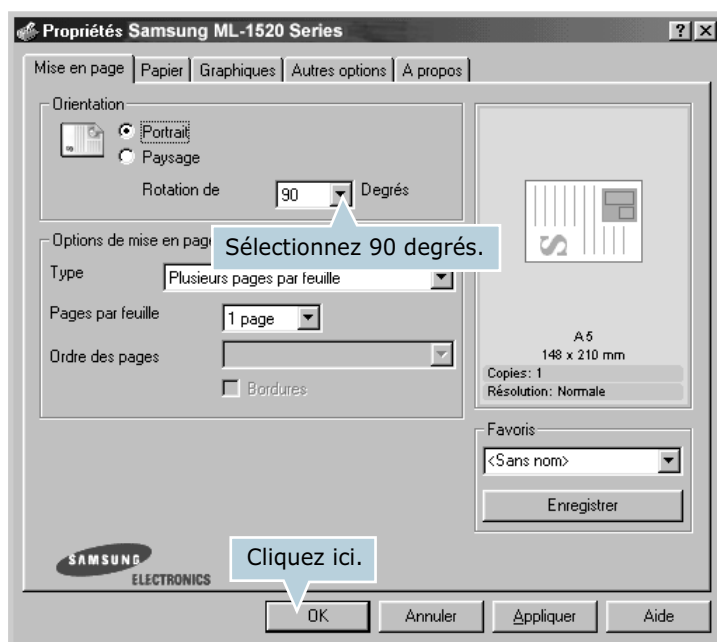 Propriétés Samsung ML-1520 Series
Mise en page Papier Graphiques Autres options A propos
Orientation
Portrait
Paysage
Rotation de 90 Degrés
Sélectionnez 90 degrés.
Options de mise en page
Type Plusieurs pages par feuille
Pages par feuille 1 page
Ordre des pages
Bordures
S
A5
148 x 210 mm
Copies: 1
Résolution: Normale
Favoris
<Sans nom>
Enregistrer
SAMSUNG
ELECTRONICS
Cliquez ici.
OK Annuler Appliquer Aide